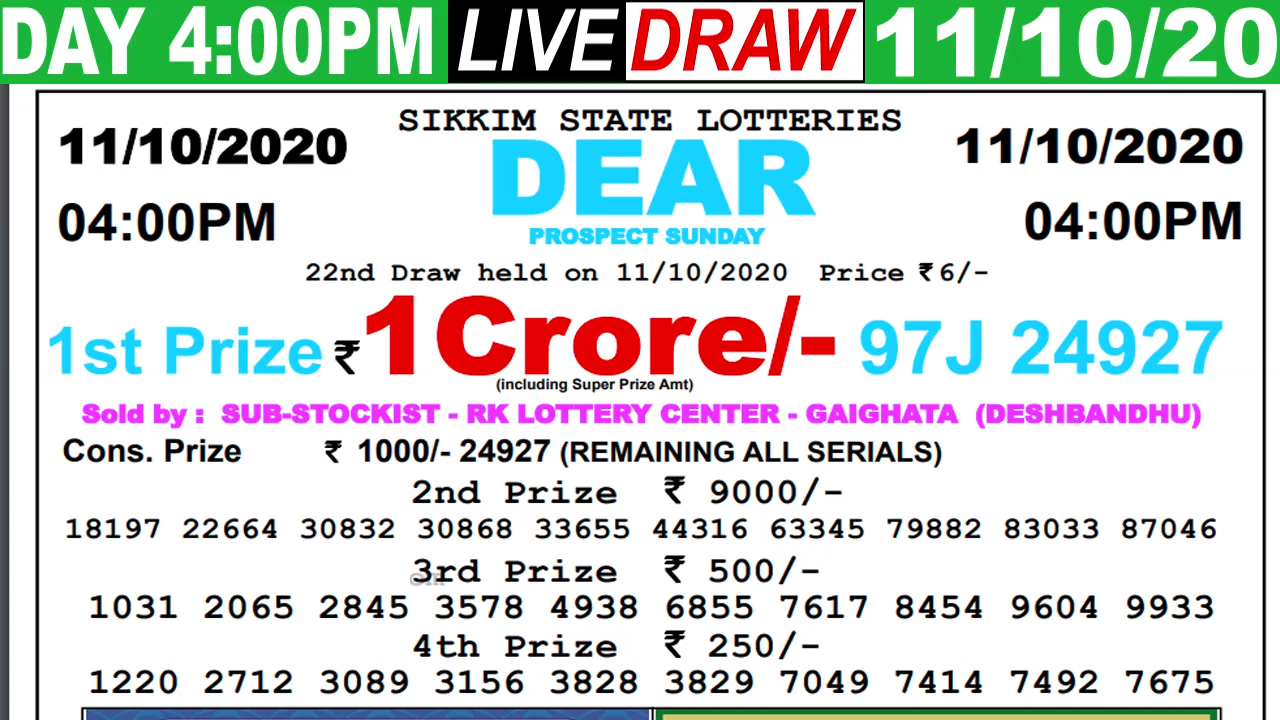 DAY 4:00PM LIVE DRAW 11/10/20
SIKKIM STATE LOTTERIES
11/10/2020 DEAR 11/10/2020
04:00PM PROSPECT SUNDAY 04:00PM
22nd Draw held on 11/10/2020 Price ₹6/-
1st Prize ₹1Crore/- 97J 24927
(including Super Prize Amt)
Sold by : SUB-STOCKIST - RK LOTTERY CENTER - GAIGHATA (DESHBANDHU)
Cons. Prize ₹ 1000/- 24927 (REMAINING ALL SERIALS)
2nd Prize ₹ 9000/-
18197 22664 30832 30868 33655 44316 63345 79882 83033 87046
3rd Prize ₹ 500/-
1031 2065 2845 3578 4938 6855 7617 8454 9604 9933
4th Prize ₹ 250/-
1220 2712 3089 3156 3828 3829 7049 7414 7492 7675